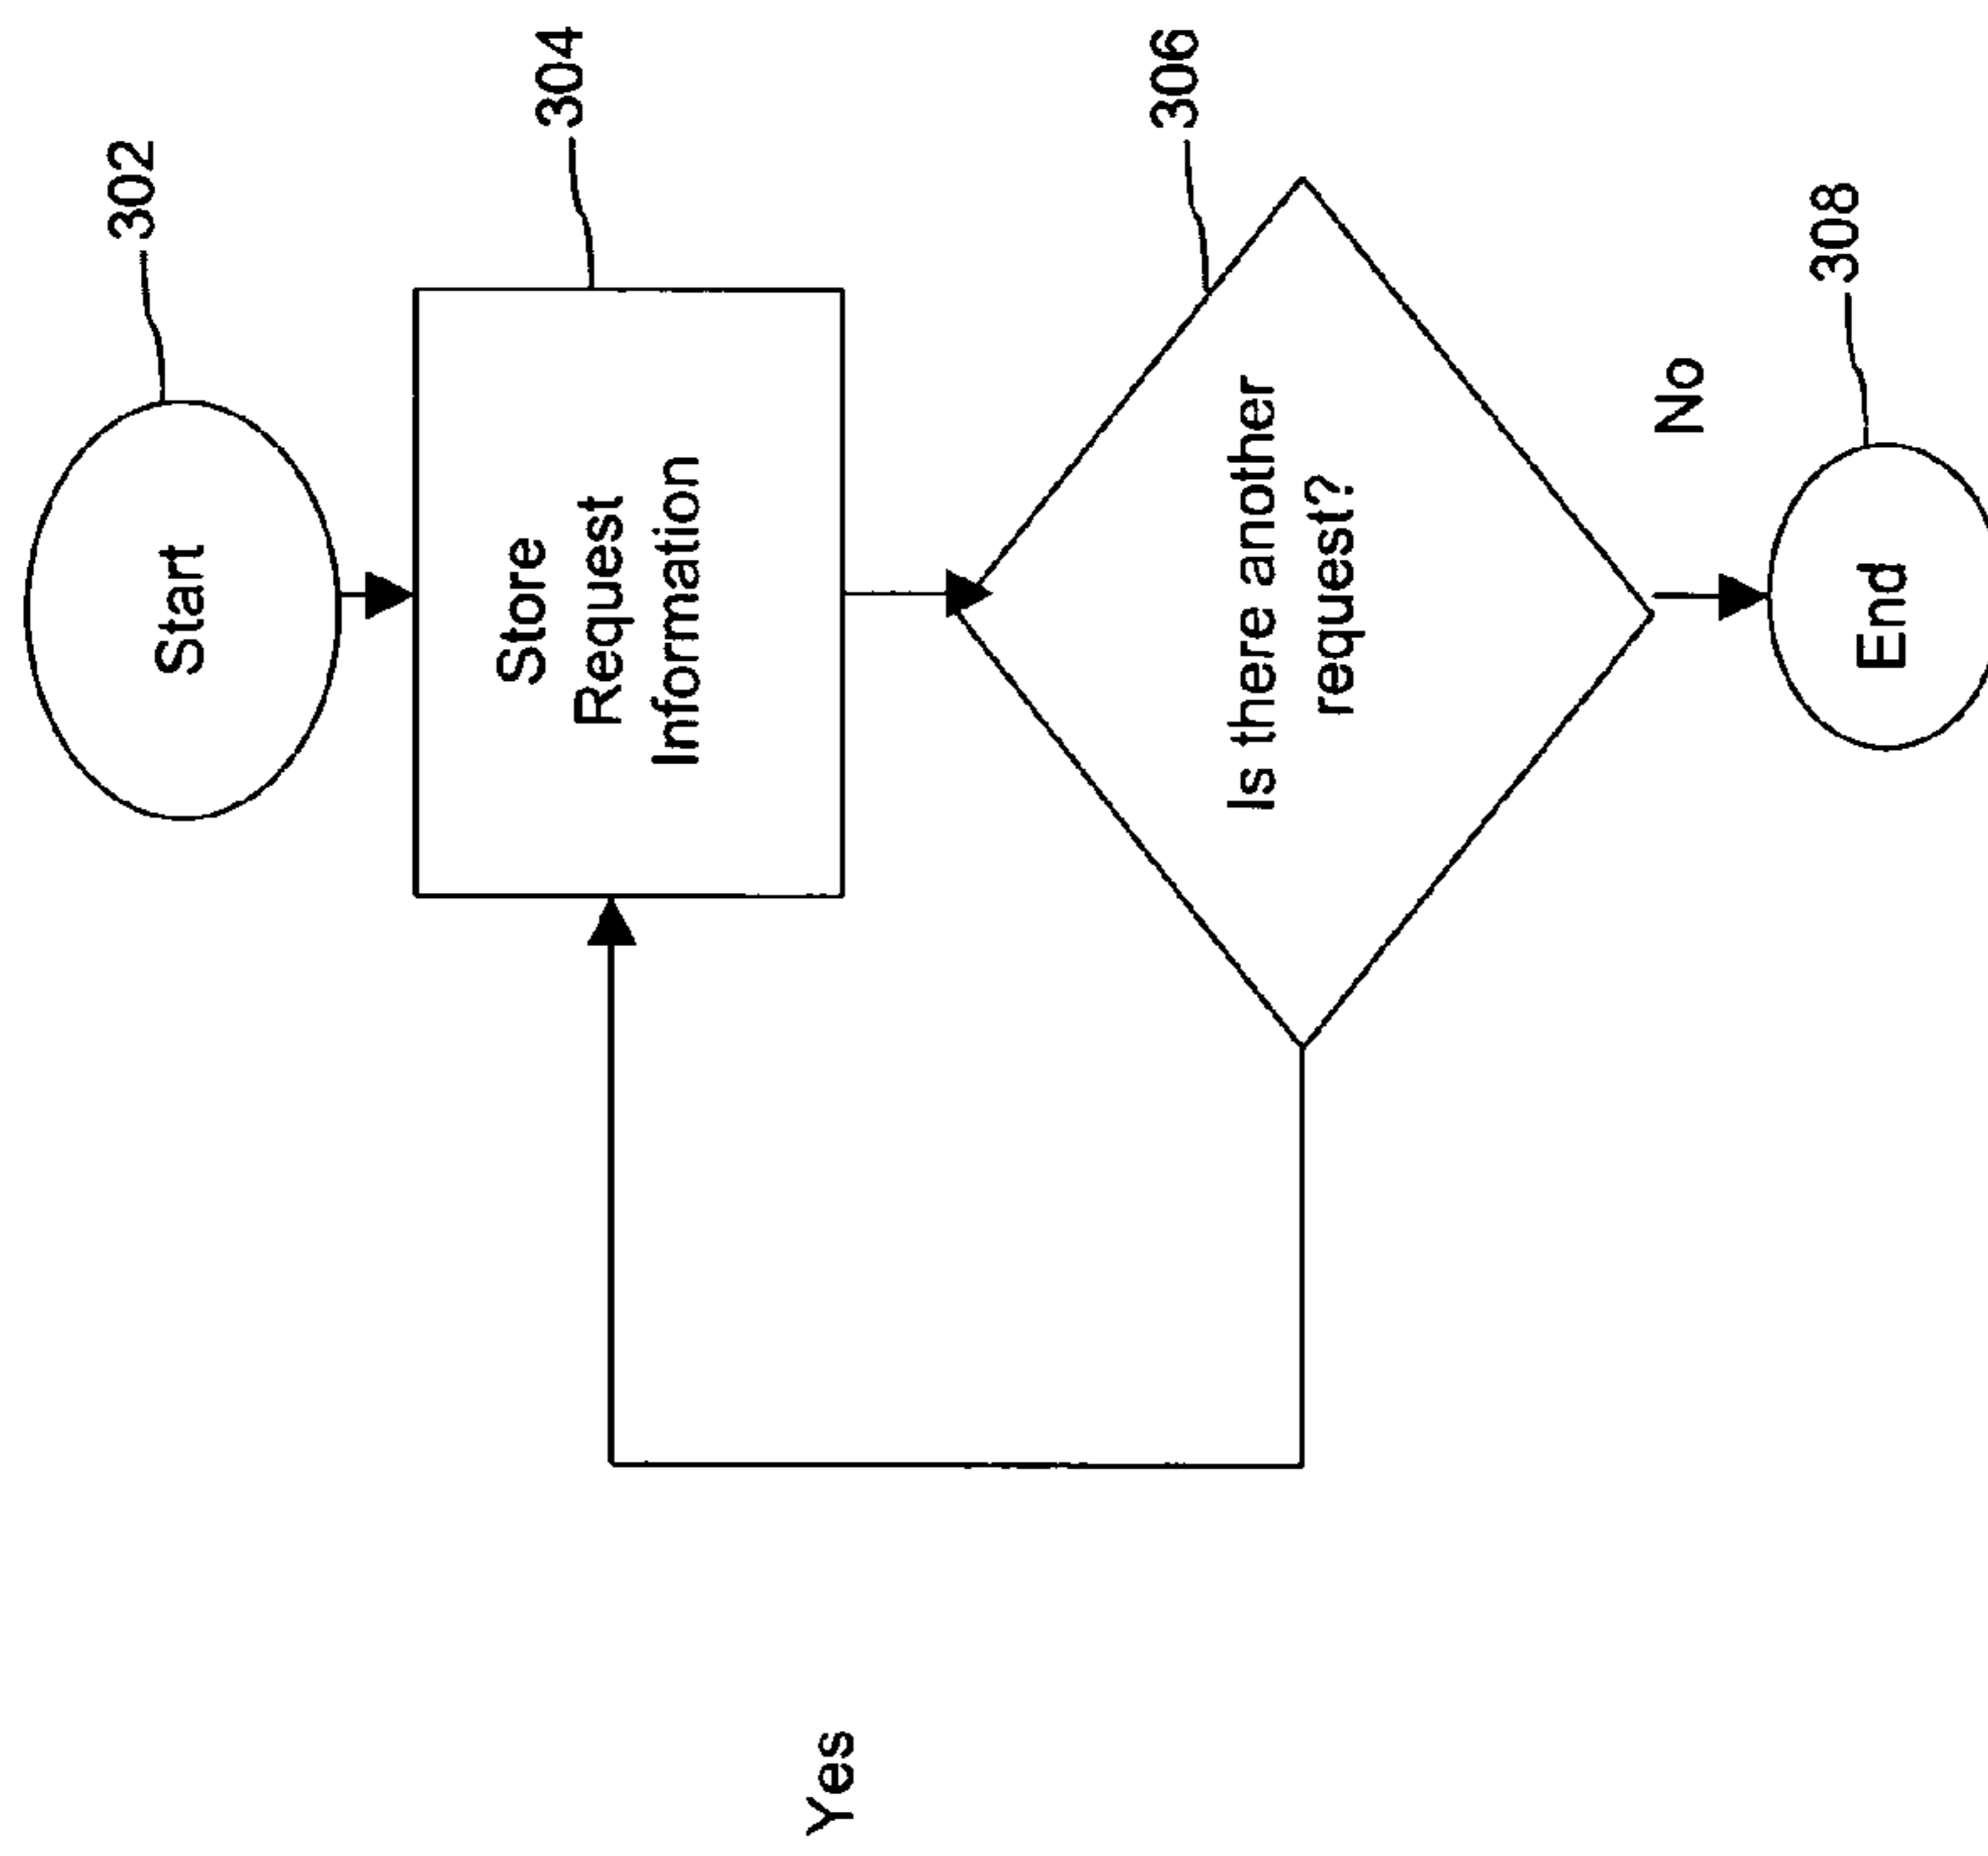 302
Start
304
Store
Request
Information
306
Is there another
request?
Yes
No
308
End